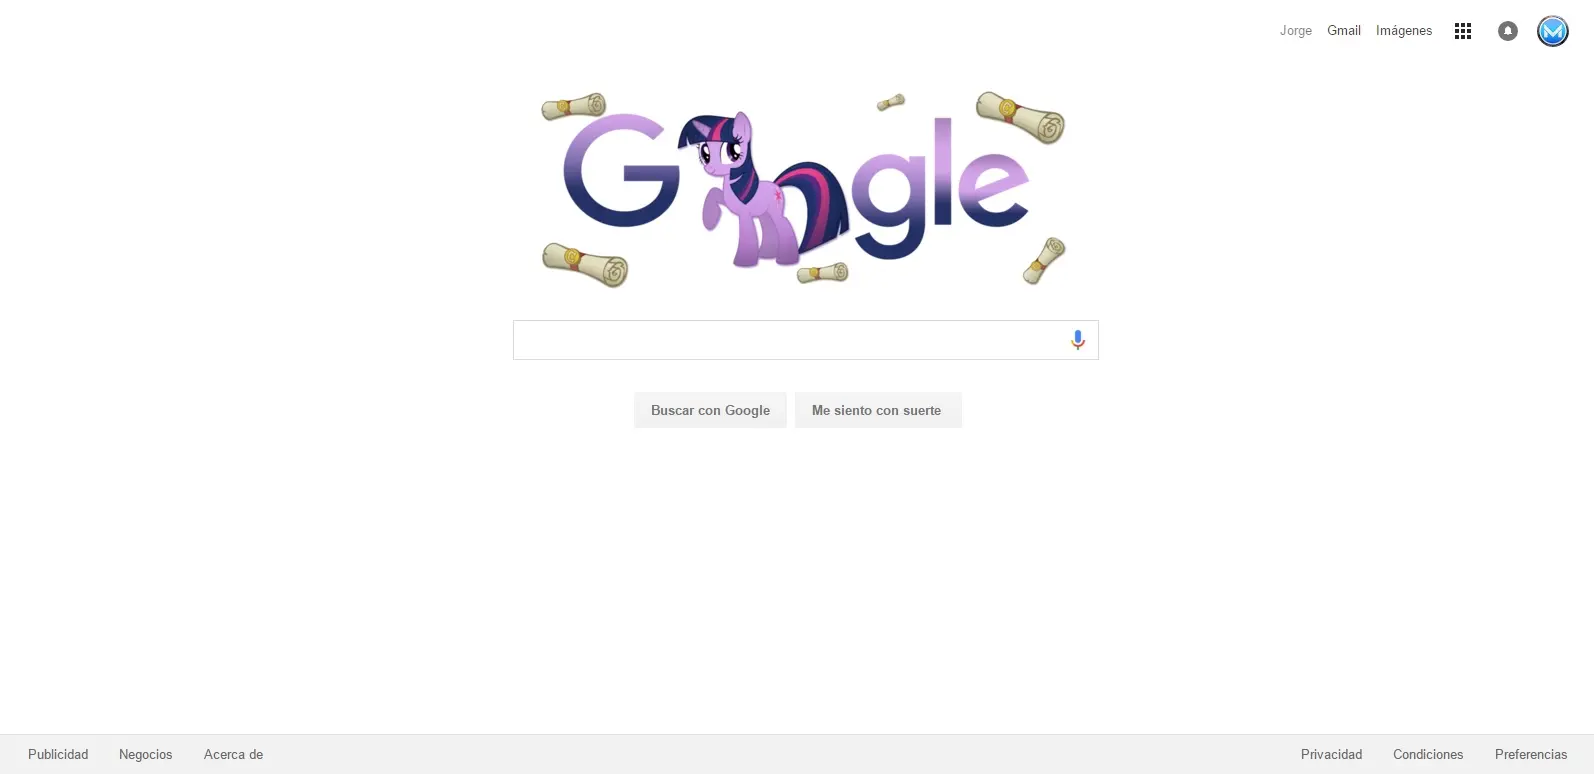 Jorge Gmail Imágenes
Google
Buscar con Google Me siento con suerte
Publicidad Negocios Acerca de Privacidad Condiciones Preferencias